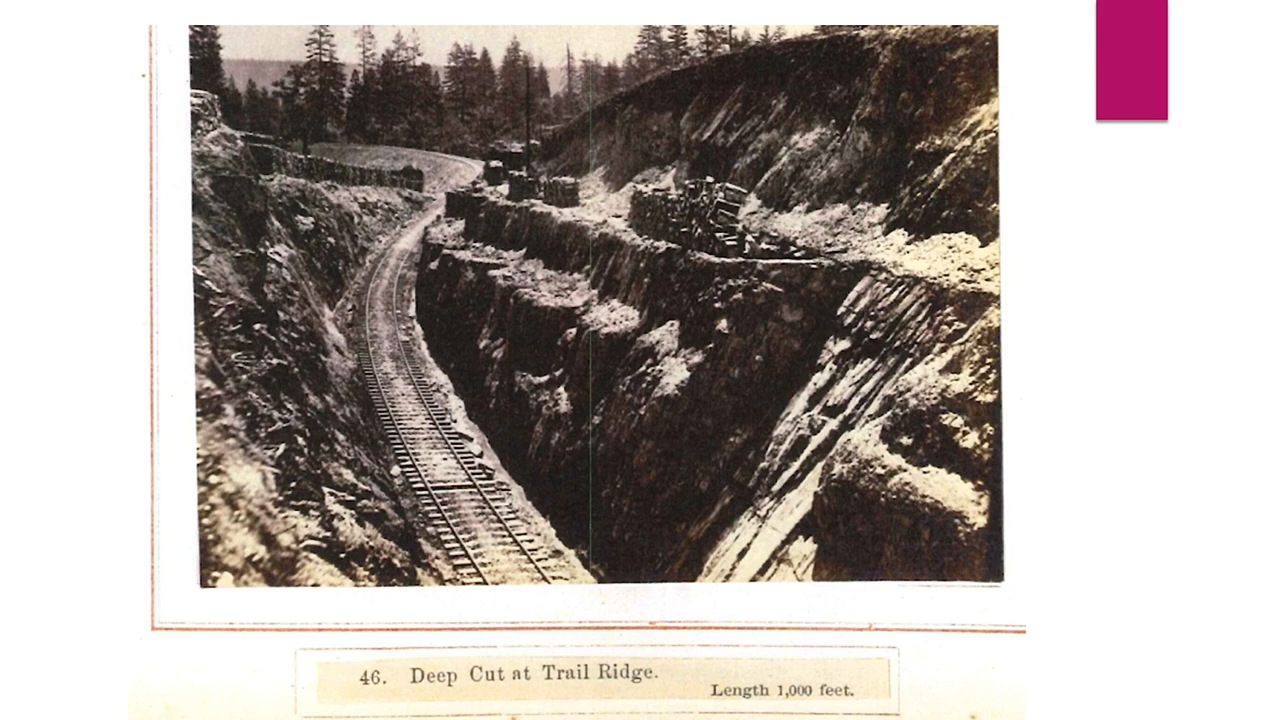 46. Deep Cut at Trail Ridge.
Length 1,000 feet.